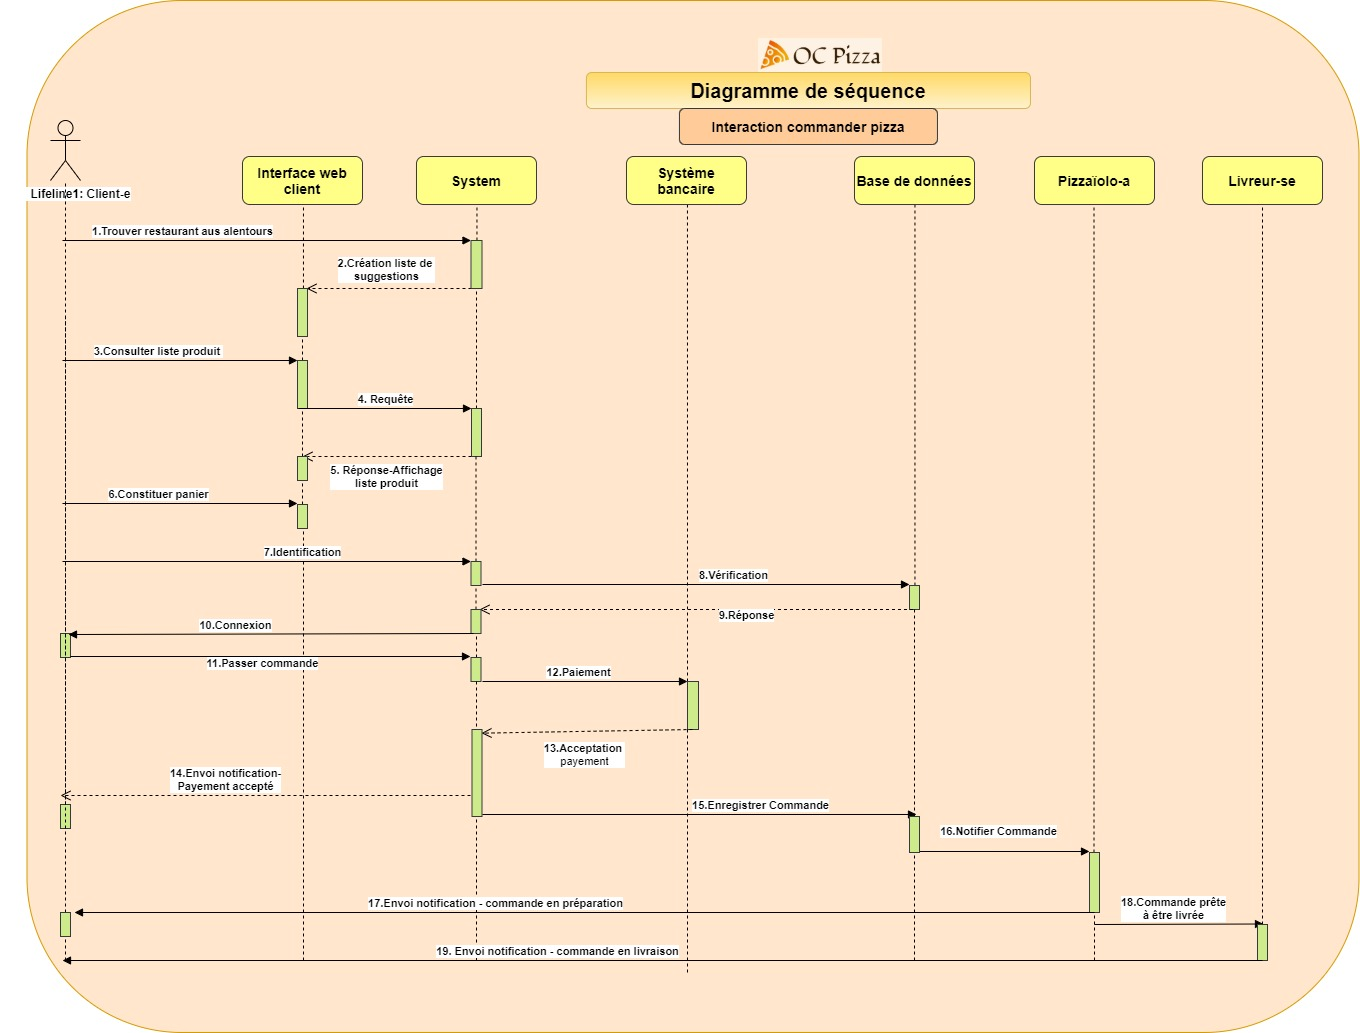 OC Pizza
Diagramme de séquence
Interaction commander pizza
Lifeline1: Client-e
Interface web
client
System
Système
bancaire
Base de données
Pizzaïolo-a
Livreur-se
1.Trouver restaurant aus alentours
2.Création liste de
suggestions
3.Consulter liste produit
4. Requête
5. Réponse-Affichage
liste produit
6.Constituer panier
7.Identification
8.Vérification
9.Réponse
10.Connexion
11.Passer commande
12.Paiement
13.Acceptation
payement
14.Envoi notification-
Payement accepté
15.Enregistrer Commande
16.Notifier Commande
17.Envoi notification - commande en préparation
18.Commande prête
à être livrée
19. Envoi notification - commande en livraison